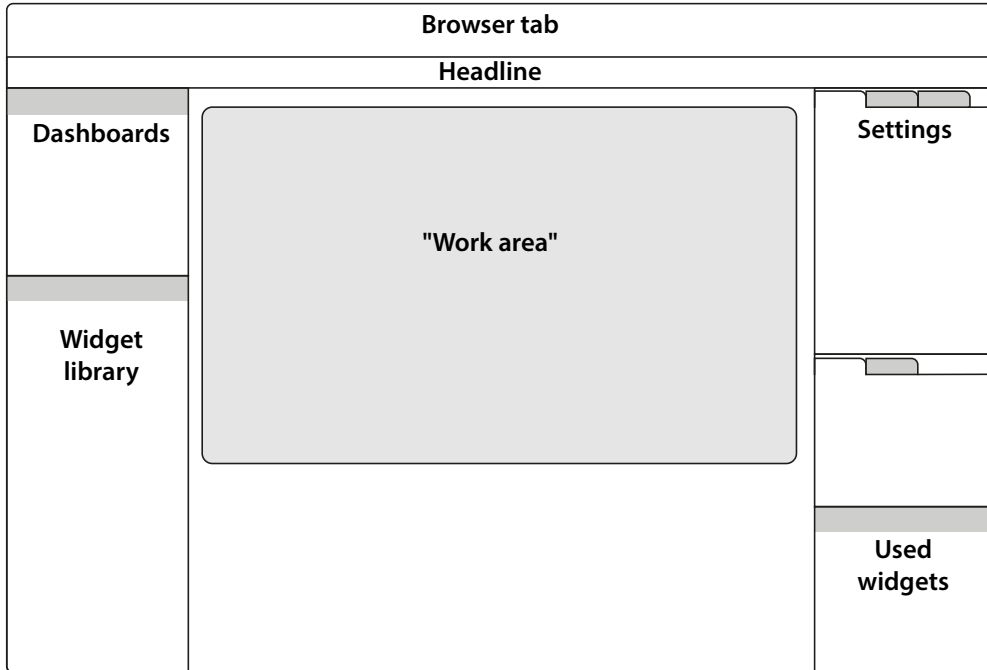 Browser tab
Headline
Dashboards
Settings
"Work area"
Widget
library
Used
widgets